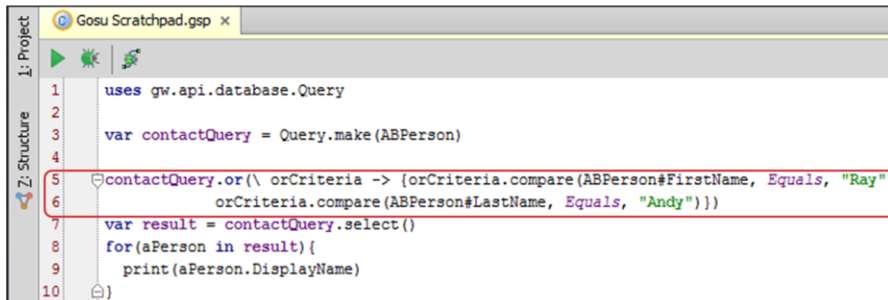 Gosu Scratchpad.gsp ×
1: Project
Z: Structure
1 uses gw.api.database.Query
2
3 var contactQuery = Query.make(ABPerson)
4
5 contactQuery.or(\ orCriteria -> {orCriteria.compare(ABPerson#FirstName, Equals, "Ray"
6 orCriteria.compare(ABPerson#LastName, Equals, "Andy")})
7 var result = contactQuery.select()
8 for(aPerson in result){
9 print(aPerson.DisplayName)
10 }